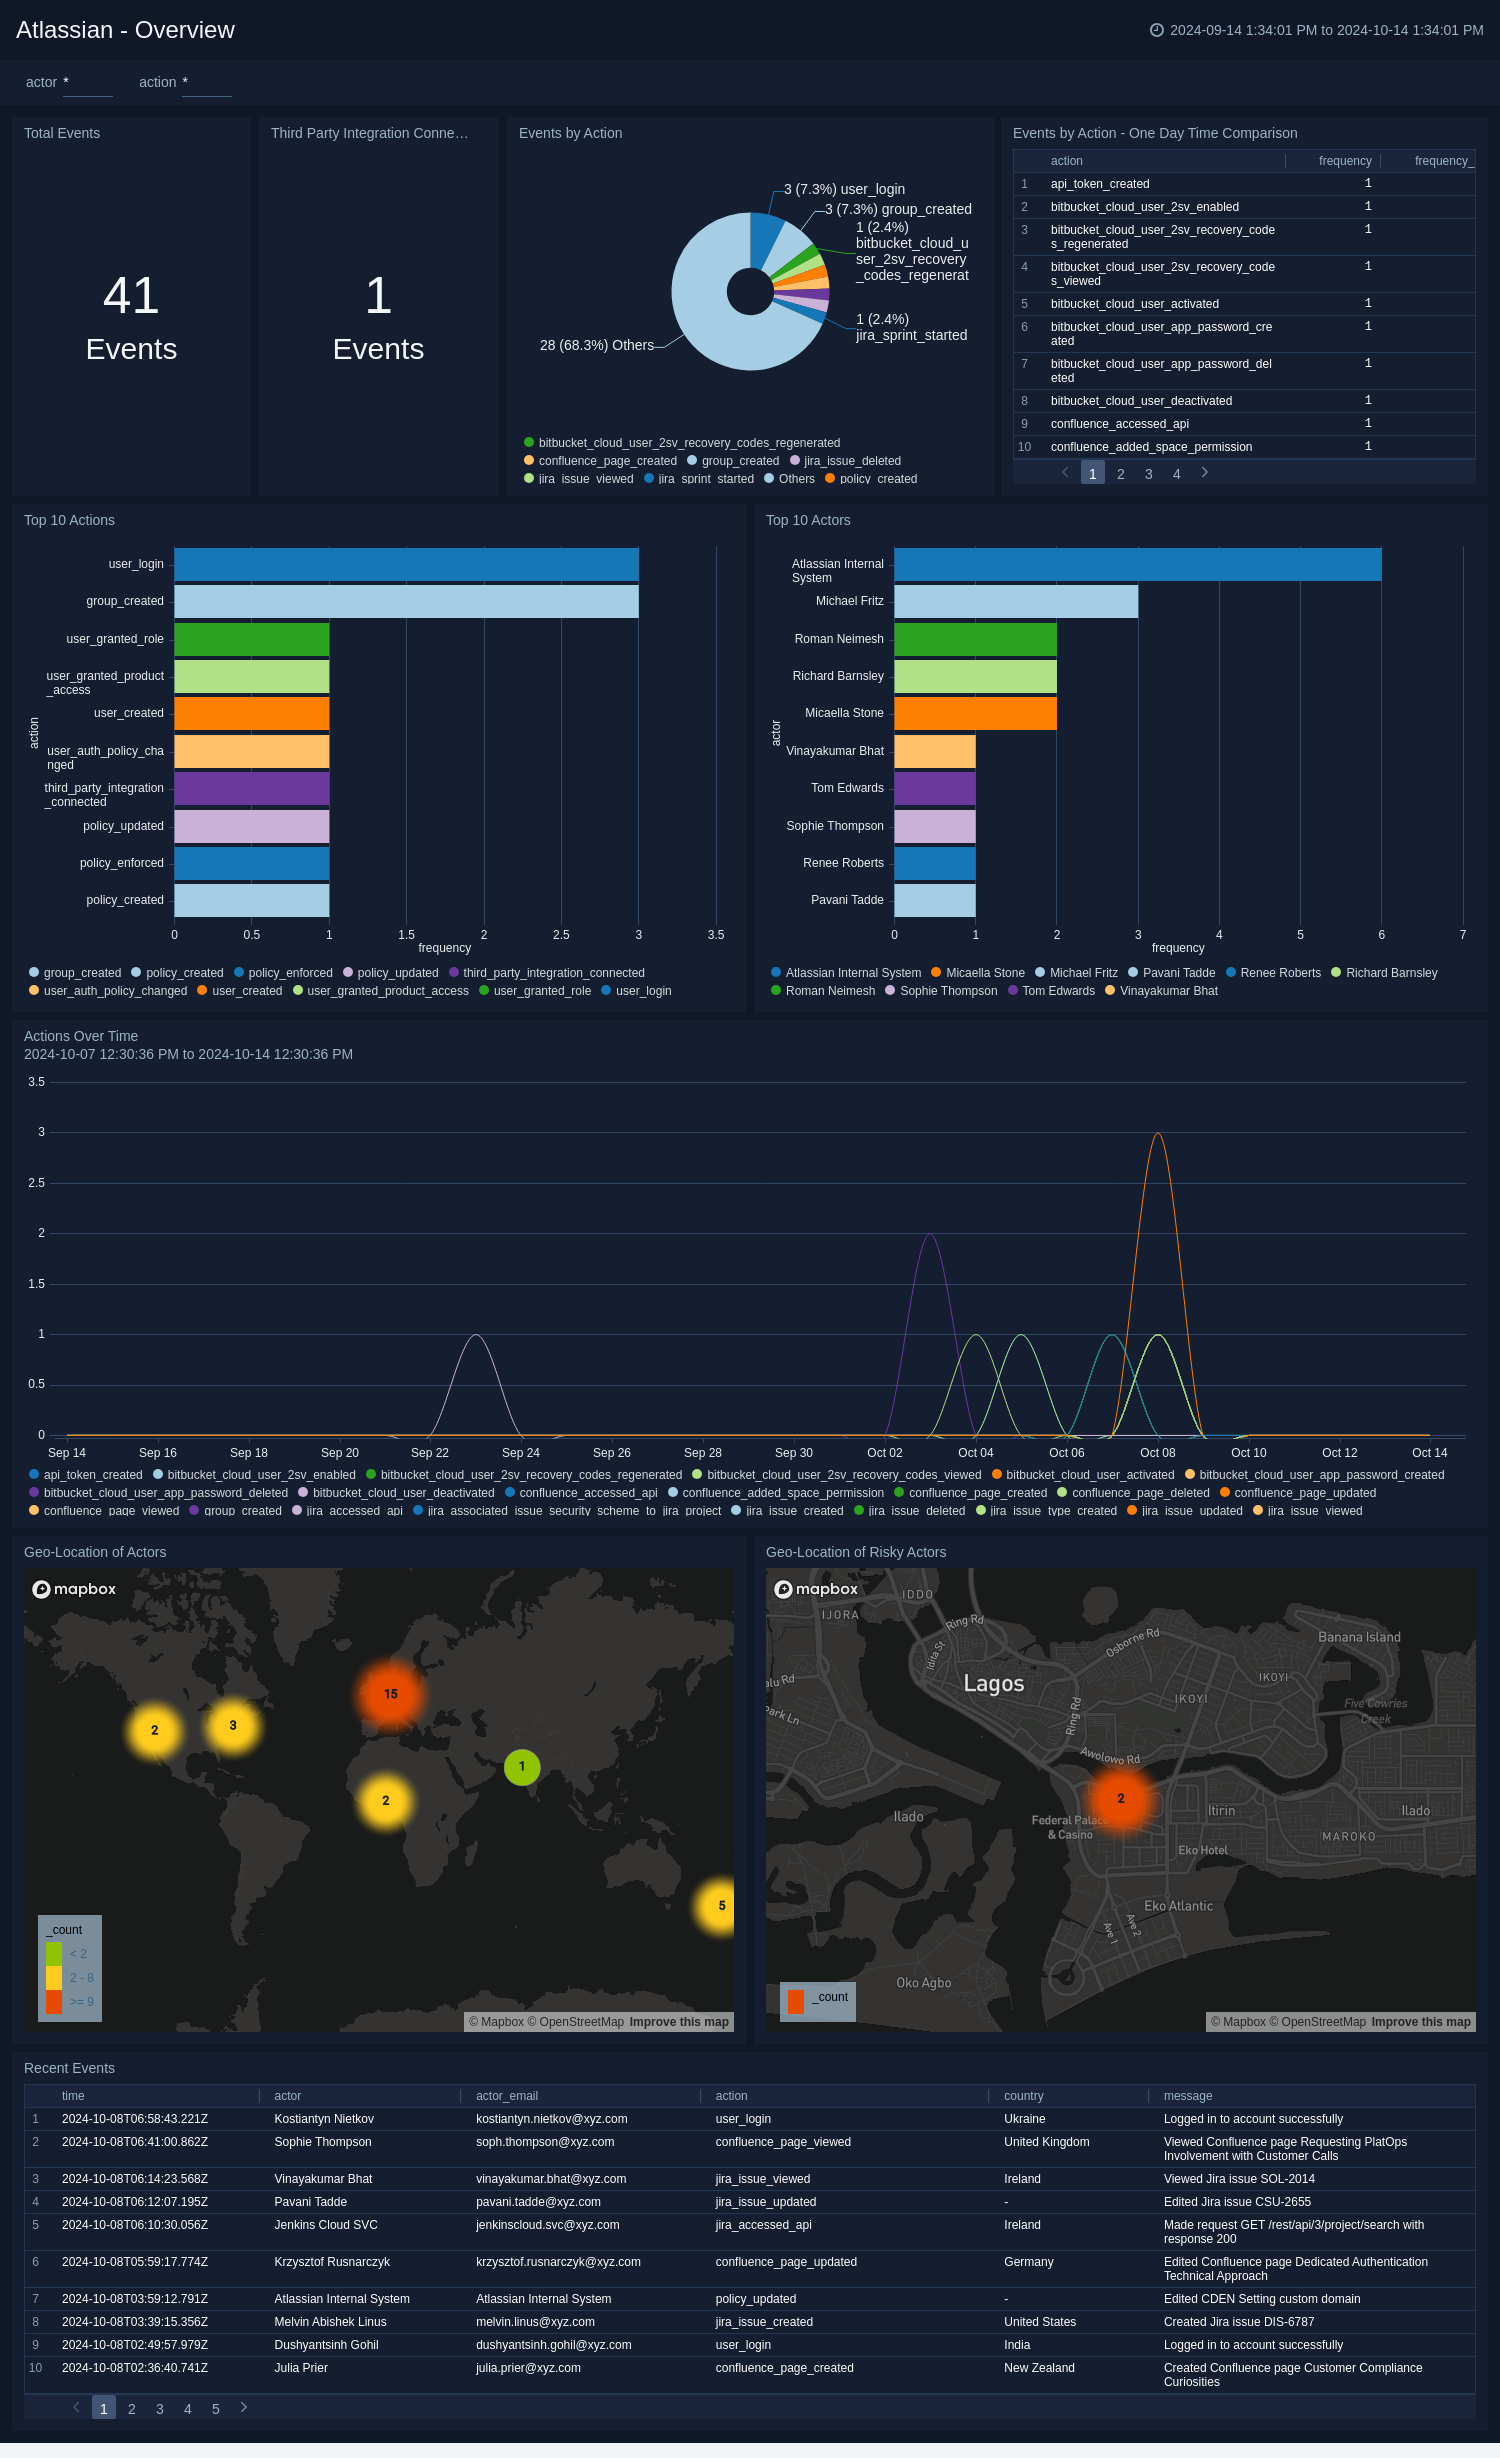 Atlassian - Overview
2024-09-14 1:34:01 PM to 2024-10-14 1:34:01 PM
actor *
action *
Total Events
41
Events
Third Party Integration Conne…
1
Events
Events by Action
3 (7.3%) user_login
3 (7.3%) group_created
1 (2.4%)
bitbucket_cloud_u
ser_2sv_recovery
_codes_regenerat
1 (2.4%)
jira_sprint_started
28 (68.3%) Others
bitbucket_cloud_user_2sv_recovery_codes_regenerated
confluence_page_created group_created jira_issue_deleted
jira_issue_viewed jira_sprint_started Others policy_created
Events by Action - One Day Time Comparison
action frequency frequency_
1 api_token_created 1
2 bitbucket_cloud_user_2sv_enabled 1
3 bitbucket_cloud_user_2sv_recovery_code 1
s_regenerated
4 bitbucket_cloud_user_2sv_recovery_code 1
s_viewed
5 bitbucket_cloud_user_activated 1
6 bitbucket_cloud_user_app_password_cre 1
ated
7 bitbucket_cloud_user_app_password_del 1
eted
8 bitbucket_cloud_user_deactivated 1
9 confluence_accessed_api 1
10 confluence_added_space_permission 1
1 2 3 4
Top 10 Actions
user_login
group_created
user_granted_role
user_granted_product
_access
user_created
action
user_auth_policy_cha
nged
third_party_integration
_connected
policy_updated
policy_enforced
policy_created
0 0.5 1 1.5 2 2.5 3 3.5
frequency
group_created policy_created policy_enforced policy_updated third_party_integration_connected
user_auth_policy_changed user_created user_granted_product_access user_granted_role user_login
Top 10 Actors
Atlassian Internal
System
Michael Fritz
Roman Neimesh
Richard Barnsley
Micaella Stone
actor
Vinayakumar Bhat
Tom Edwards
Sophie Thompson
Renee Roberts
Pavani Tadde
0 1 2 3 4 5 6 7
frequency
Atlassian Internal System Micaella Stone Michael Fritz Pavani Tadde Renee Roberts Richard Barnsley
Roman Neimesh Sophie Thompson Tom Edwards Vinayakumar Bhat
Actions Over Time
2024-10-07 12:30:36 PM to 2024-10-14 12:30:36 PM
3.5
3
2.5
2
1.5
1
0.5
0
Sep 14 Sep 16 Sep 18 Sep 20 Sep 22 Sep 24 Sep 26 Sep 28 Sep 30 Oct 02 Oct 04 Oct 06 Oct 08 Oct 10 Oct 12 Oct 14
api_token_created bitbucket_cloud_user_2sv_enabled bitbucket_cloud_user_2sv_recovery_codes_regenerated bitbucket_cloud_user_2sv_recovery_codes_viewed bitbucket_cloud_user_activated bitbucket_cloud_user_app_password_created
bitbucket_cloud_user_app_password_deleted bitbucket_cloud_user_deactivated confluence_accessed_api confluence_added_space_permission confluence_page_created confluence_page_deleted confluence_page_updated
confluence_page_viewed group_created jira_accessed_api jira_associated_issue_security_scheme_to_jira_project jira_issue_created jira_issue_deleted jira_issue_type_created jira_issue_updated jira_issue_viewed
Geo-Location of Actors
mapbox
15
2
3
1
2
5
_count
< 2
2 - 8
>= 9
© Mapbox © OpenStreetMap Improve this map
Geo-Location of Risky Actors
mapbox
IDDO
IJORA
Ring Rd
Idita St
Osborne Rd
Banana Island
alu Rd
Lagos
IKOYI
IKOYI
park Ln
Ring Rd
Five Cowries
Creek
Awolowo Rd
2
Ilado
Federal Palace
& Casino
Itirin
Ilado
MAROKO
Eko Hotel
Eko Atlantic
Ave 1
Ave 2
Oko Agbo
_count
© Mapbox © OpenStreetMap Improve this map
Recent Events
time actor actor_email action country message
1 2024-10-08T06:58:43.221Z Kostiantyn Nietkov kostiantyn.nietkov@xyz.com user_login Ukraine Logged in to account successfully
2 2024-10-08T06:41:00.862Z Sophie Thompson soph.thompson@xyz.com confluence_page_viewed United Kingdom Viewed Confluence page Requesting PlatOps
Involvement with Customer Calls
3 2024-10-08T06:14:23.568Z Vinayakumar Bhat vinayakumar.bhat@xyz.com jira_issue_viewed Ireland Viewed Jira issue SOL-2014
4 2024-10-08T06:12:07.195Z Pavani Tadde pavani.tadde@xyz.com jira_issue_updated - Edited Jira issue CSU-2655
5 2024-10-08T06:10:30.056Z Jenkins Cloud SVC jenkinscloud.svc@xyz.com jira_accessed_api Ireland Made request GET /rest/api/3/project/search with
response 200
6 2024-10-08T05:59:17.774Z Krzysztof Rusnarczyk krzysztof.rusnarczyk@xyz.com confluence_page_updated Germany Edited Confluence page Dedicated Authentication
Technical Approach
7 2024-10-08T03:59:12.791Z Atlassian Internal System Atlassian Internal System policy_updated - Edited CDEN Setting custom domain
8 2024-10-08T03:39:15.356Z Melvin Abishek Linus melvin.linus@xyz.com jira_issue_created United States Created Jira issue DIS-6787
9 2024-10-08T02:49:57.979Z Dushyantsinh Gohil dushyantsinh.gohil@xyz.com user_login India Logged in to account successfully
10 2024-10-08T02:36:40.741Z Julia Prier julia.prier@xyz.com confluence_page_created New Zealand Created Confluence page Customer Compliance
Curiosities
1 2 3 4 5